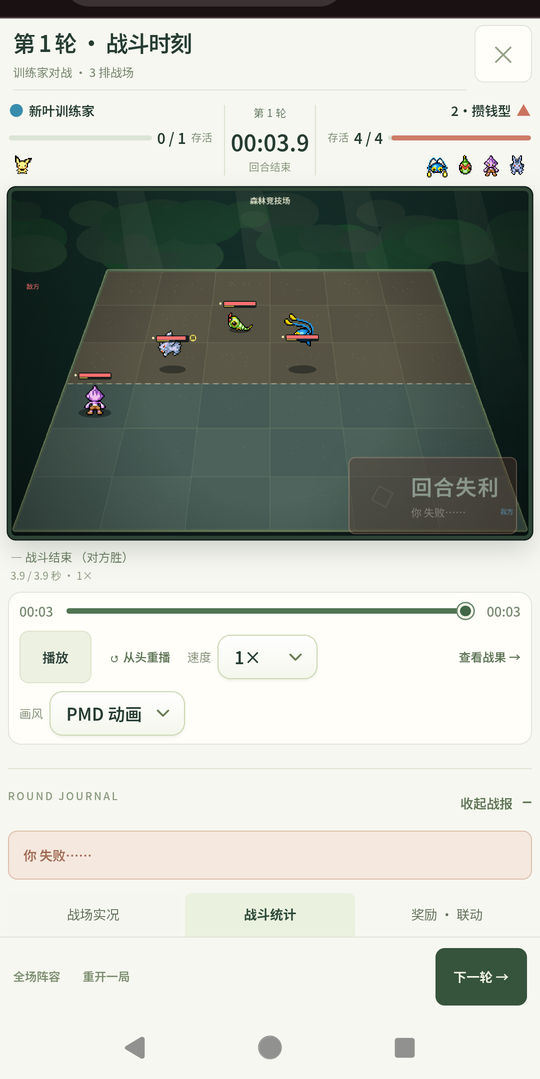 第 1 轮 · 战斗时刻
训练家对战 · 3 排战场
新叶训练家
第 1 轮
2 · 攒钱型
0 / 1 存活
00:03.9
存活 4 / 4
回合结束
森林竞技场
敌方
回合失利
你 失败……
我方
— 战斗结束 （对方胜）
3.9 / 3.9 秒 · 1×
00:03
00:03
播放
↺ 从头重播
速度
1×
查看战果 →
画风
PMD 动画
ROUND JOURNAL
收起战报 −
你 失败……
战场实况
战斗统计
奖励 · 联动
全场阵容
重开一局
下一轮 →